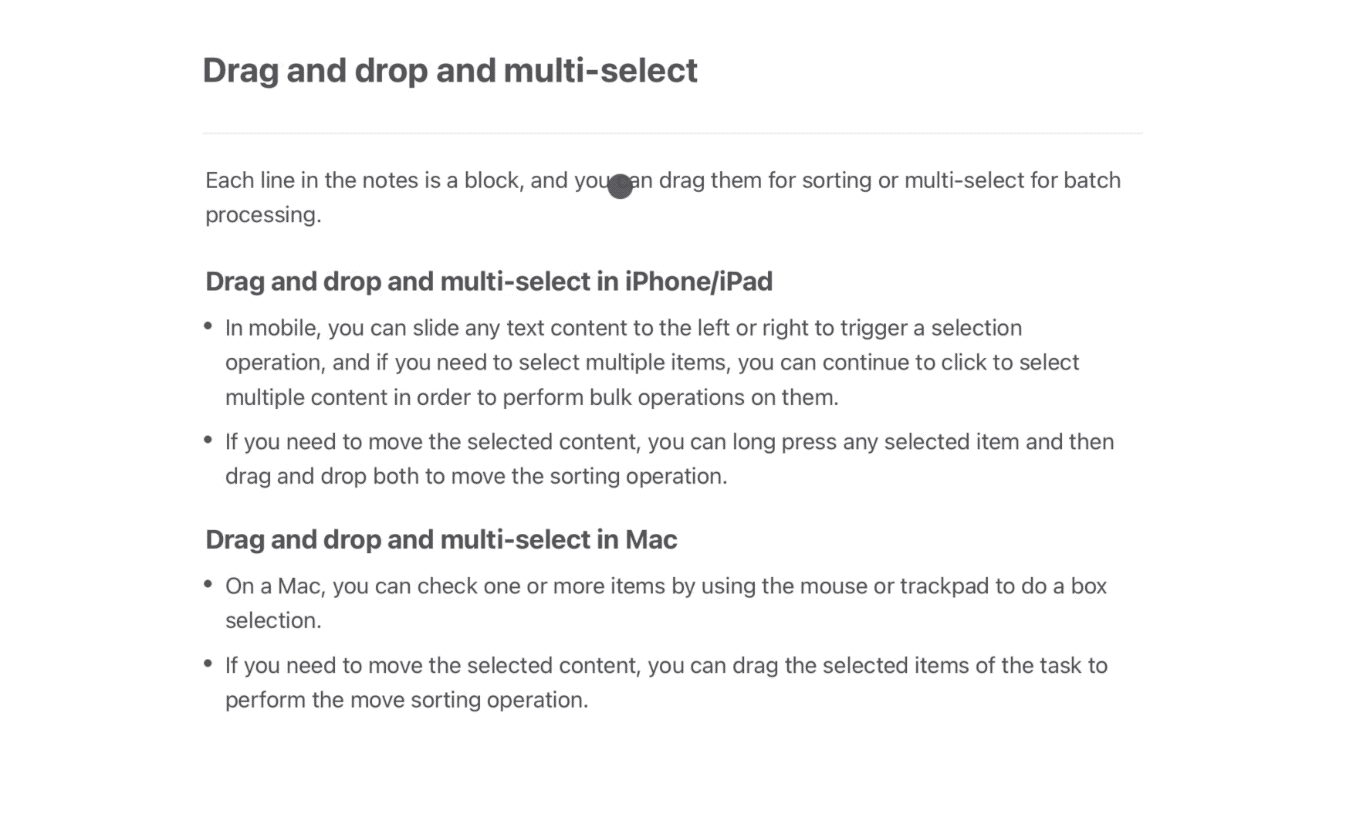 Drag and drop and multi-select
Each line in the notes is a block, and you can drag them for sorting or multi-select for batch
processing.
Drag and drop and multi-select in iPhone/iPad
• In mobile, you can slide any text content to the left or right to trigger a selection
operation, and if you need to select multiple items, you can continue to click to select
multiple content in order to perform bulk operations on them.
• If you need to move the selected content, you can long press any selected item and then
drag and drop both to move the sorting operation.
Drag and drop and multi-select in Mac
• On a Mac, you can check one or more items by using the mouse or trackpad to do a box
selection.
• If you need to move the selected content, you can drag the selected items of the task to
perform the move sorting operation.